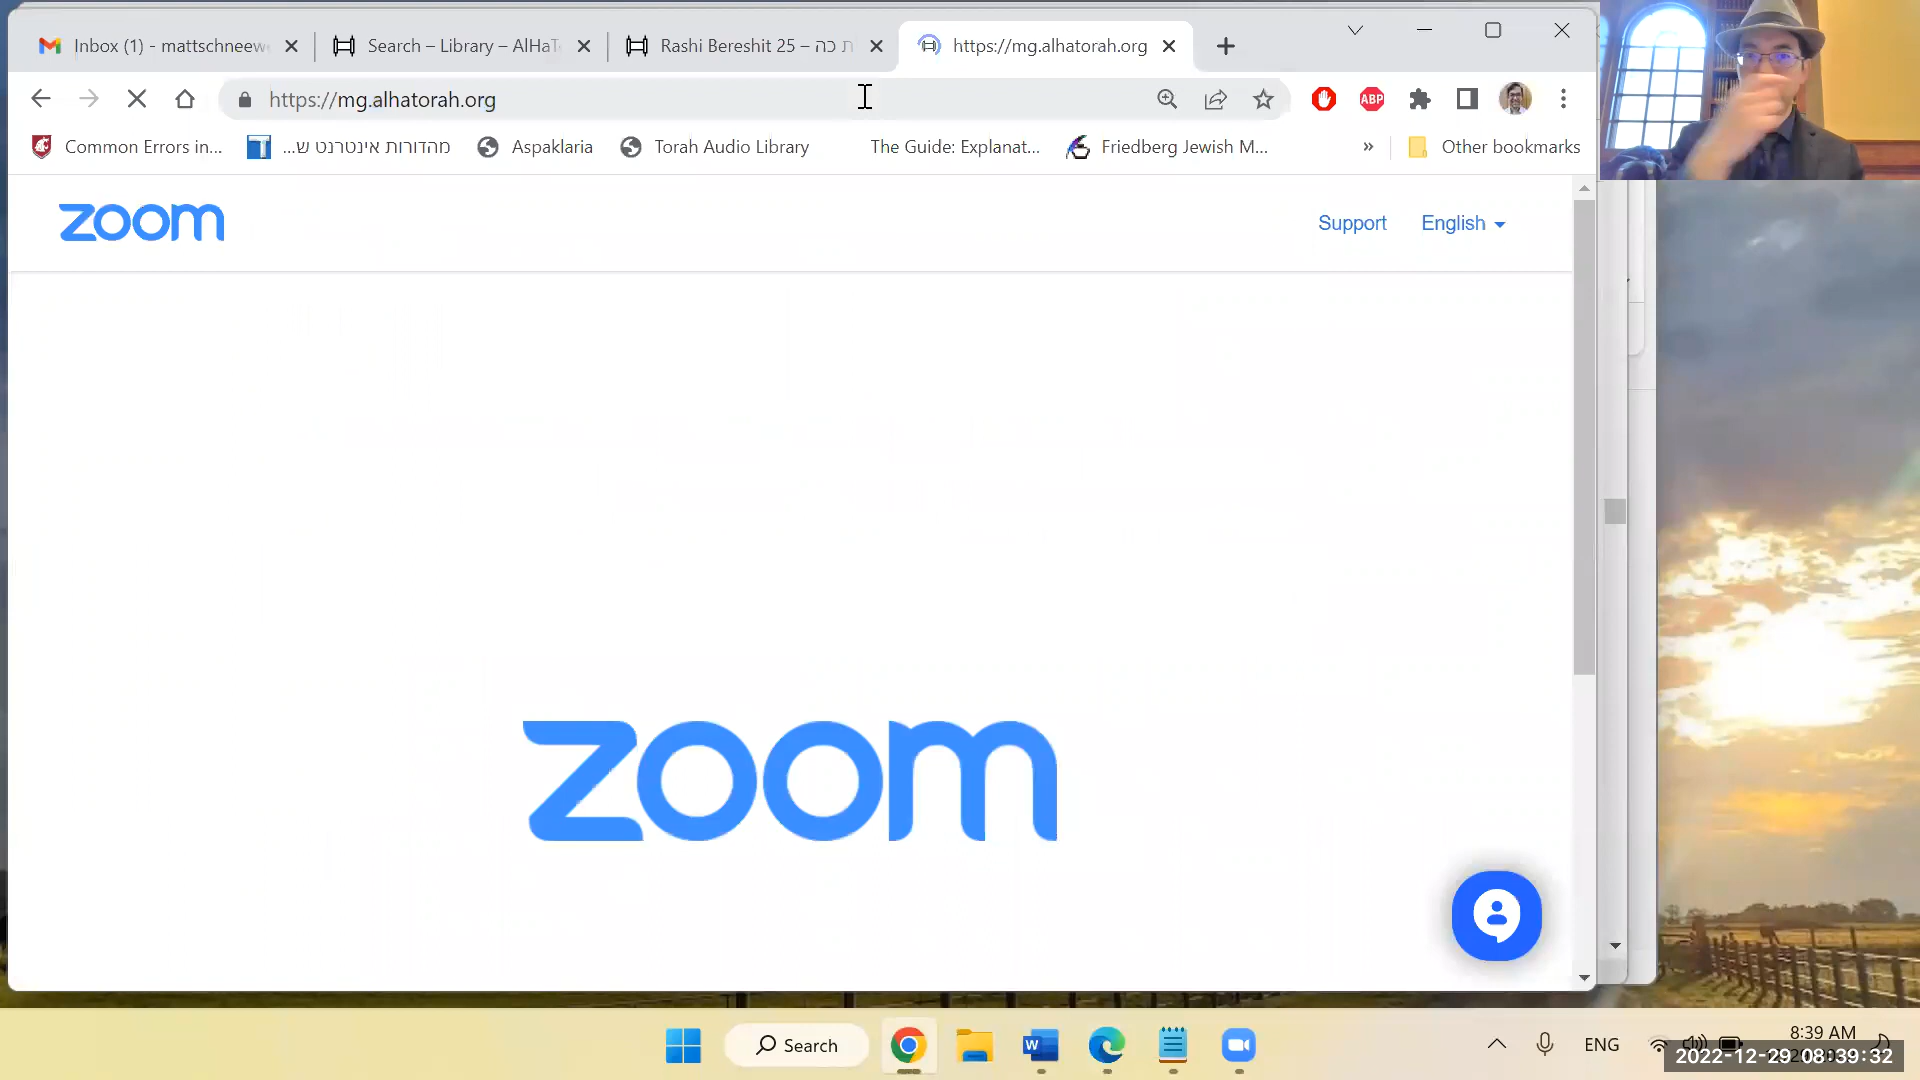 Inbox (1) - mattschneew
Search – Library – AlHaT
Rashi Bereshit 25 – ת כה
https://mg.alhatorah.org
https://mg.alhatorah.org
ABP
Common Errors in...
מהדורות אינטרנט ש...
Aspaklaria
Torah Audio Library
The Guide: Explanat...
Friedberg Jewish M...
»
Other bookmarks
zoom
Support
English
zoom
Search
W
ENG
8:39 AM
2022-12-29 08:39:32